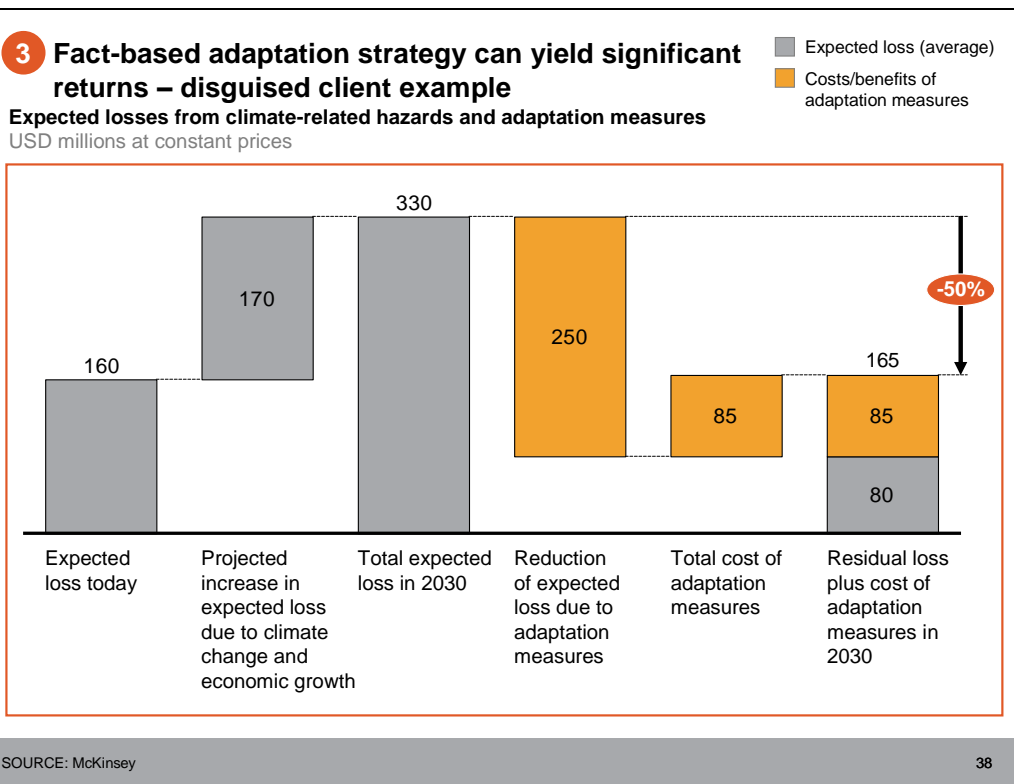 3
Fact-based adaptation strategy can yield significant
returns – disguised client example
Expected losses from climate-related hazards and adaptation measures
USD millions at constant prices
Expected loss (average)
Costs/benefits of
adaptation measures
160
170
330
250
85
165
85
80
-50%
Expected
loss today
Projected
increase in
expected loss
due to climate
change and
economic growth
Total expected
loss in 2030
Reduction
of expected
loss due to
adaptation
measures
Total cost of
adaptation
measures
Residual loss
plus cost of
adaptation
measures in
2030
SOURCE: McKinsey
38